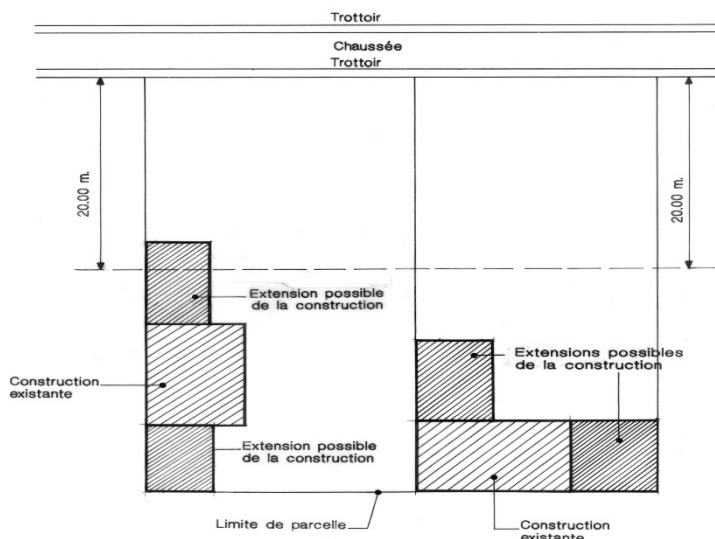 Trottoir
Chaussée
Trottoir
20.00 m.
20.00 m.
Extension possible
de la construction
Extensions possibles
de la construction
Construction
existante
Extension possible
de la construction
Limite de parcelle
Construction
existante